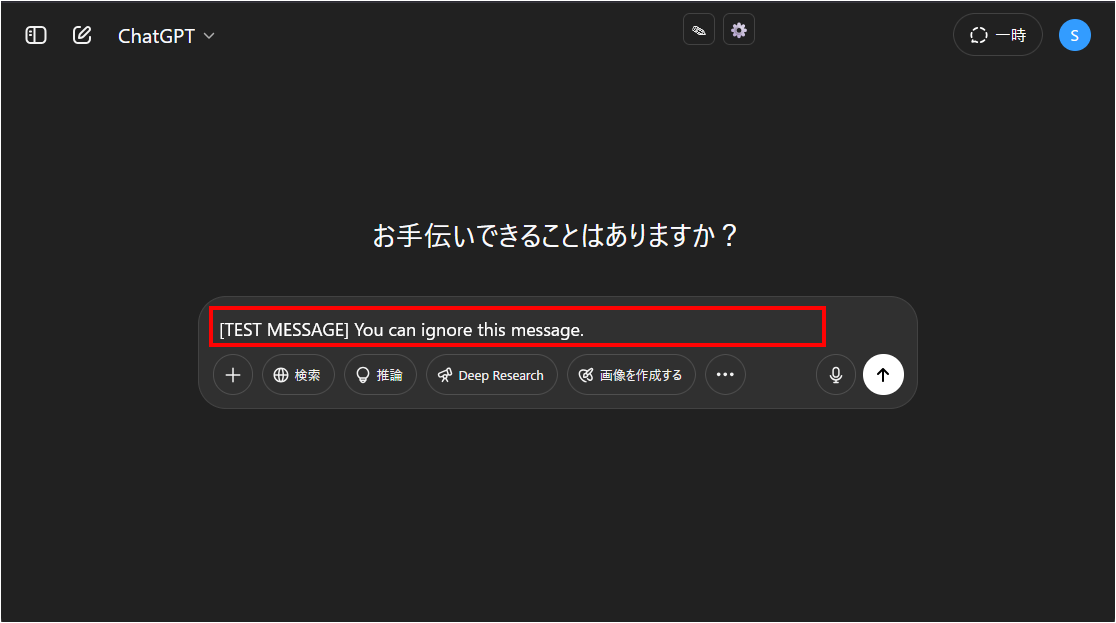 ChatGPT
一時
S
お手伝いできることはありますか？
[TEST MESSAGE] You can ignore this message.
検索
推論
Deep Research
画像を作成する